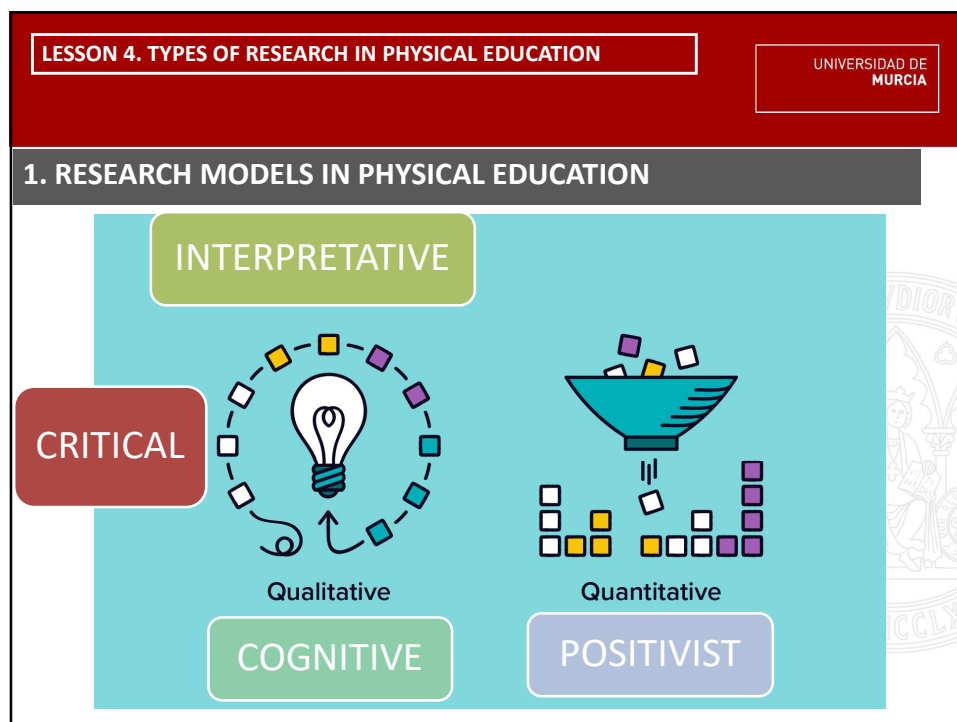 LESSON 4. TYPES OF RESEARCH IN PHYSICAL EDUCATION
UNIVERSIDAD DE
MURCIA
1. RESEARCH MODELS IN PHYSICAL EDUCATION
INTERPRETATIVE
CRITICAL
Qualitative
Quantitative
COGNITIVE
POSITIVIST